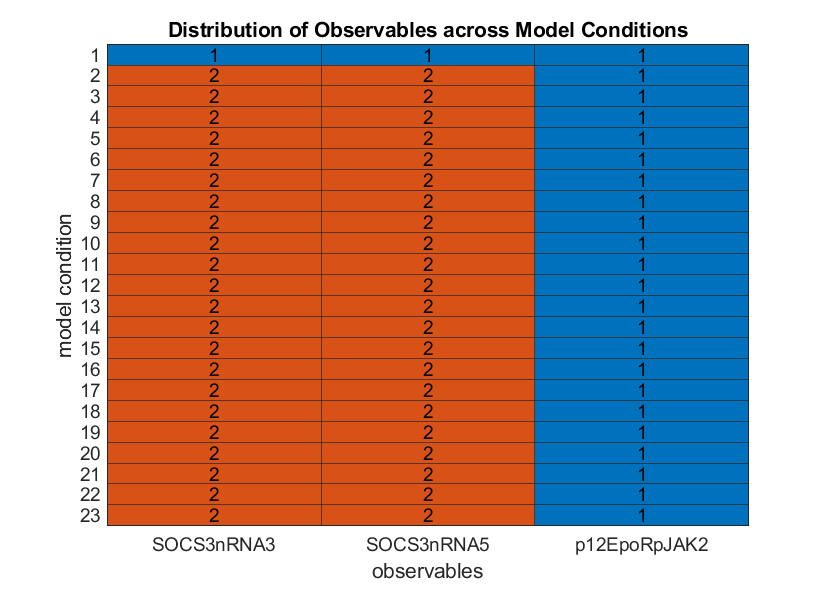 Distribution of Observables across Model Conditions
1 1 1 1
2 2 2 1
3 2 2 1
4 2 2 1
5 2 2 1
6 2 2 1
7 2 2 1
8 2 2 1
9 2 2 1
10 2 2 1
11 2 2 1
12 2 2 1
13 2 2 1
14 2 2 1
15 2 2 1
16 2 2 1
17 2 2 1
18 2 2 1
19 2 2 1
20 2 2 1
21 2 2 1
22 2 2 1
23 2 2 1
model condition
SOCS3nRNA3 SOCS3nRNA5 p12EpoRpJAK2
observables